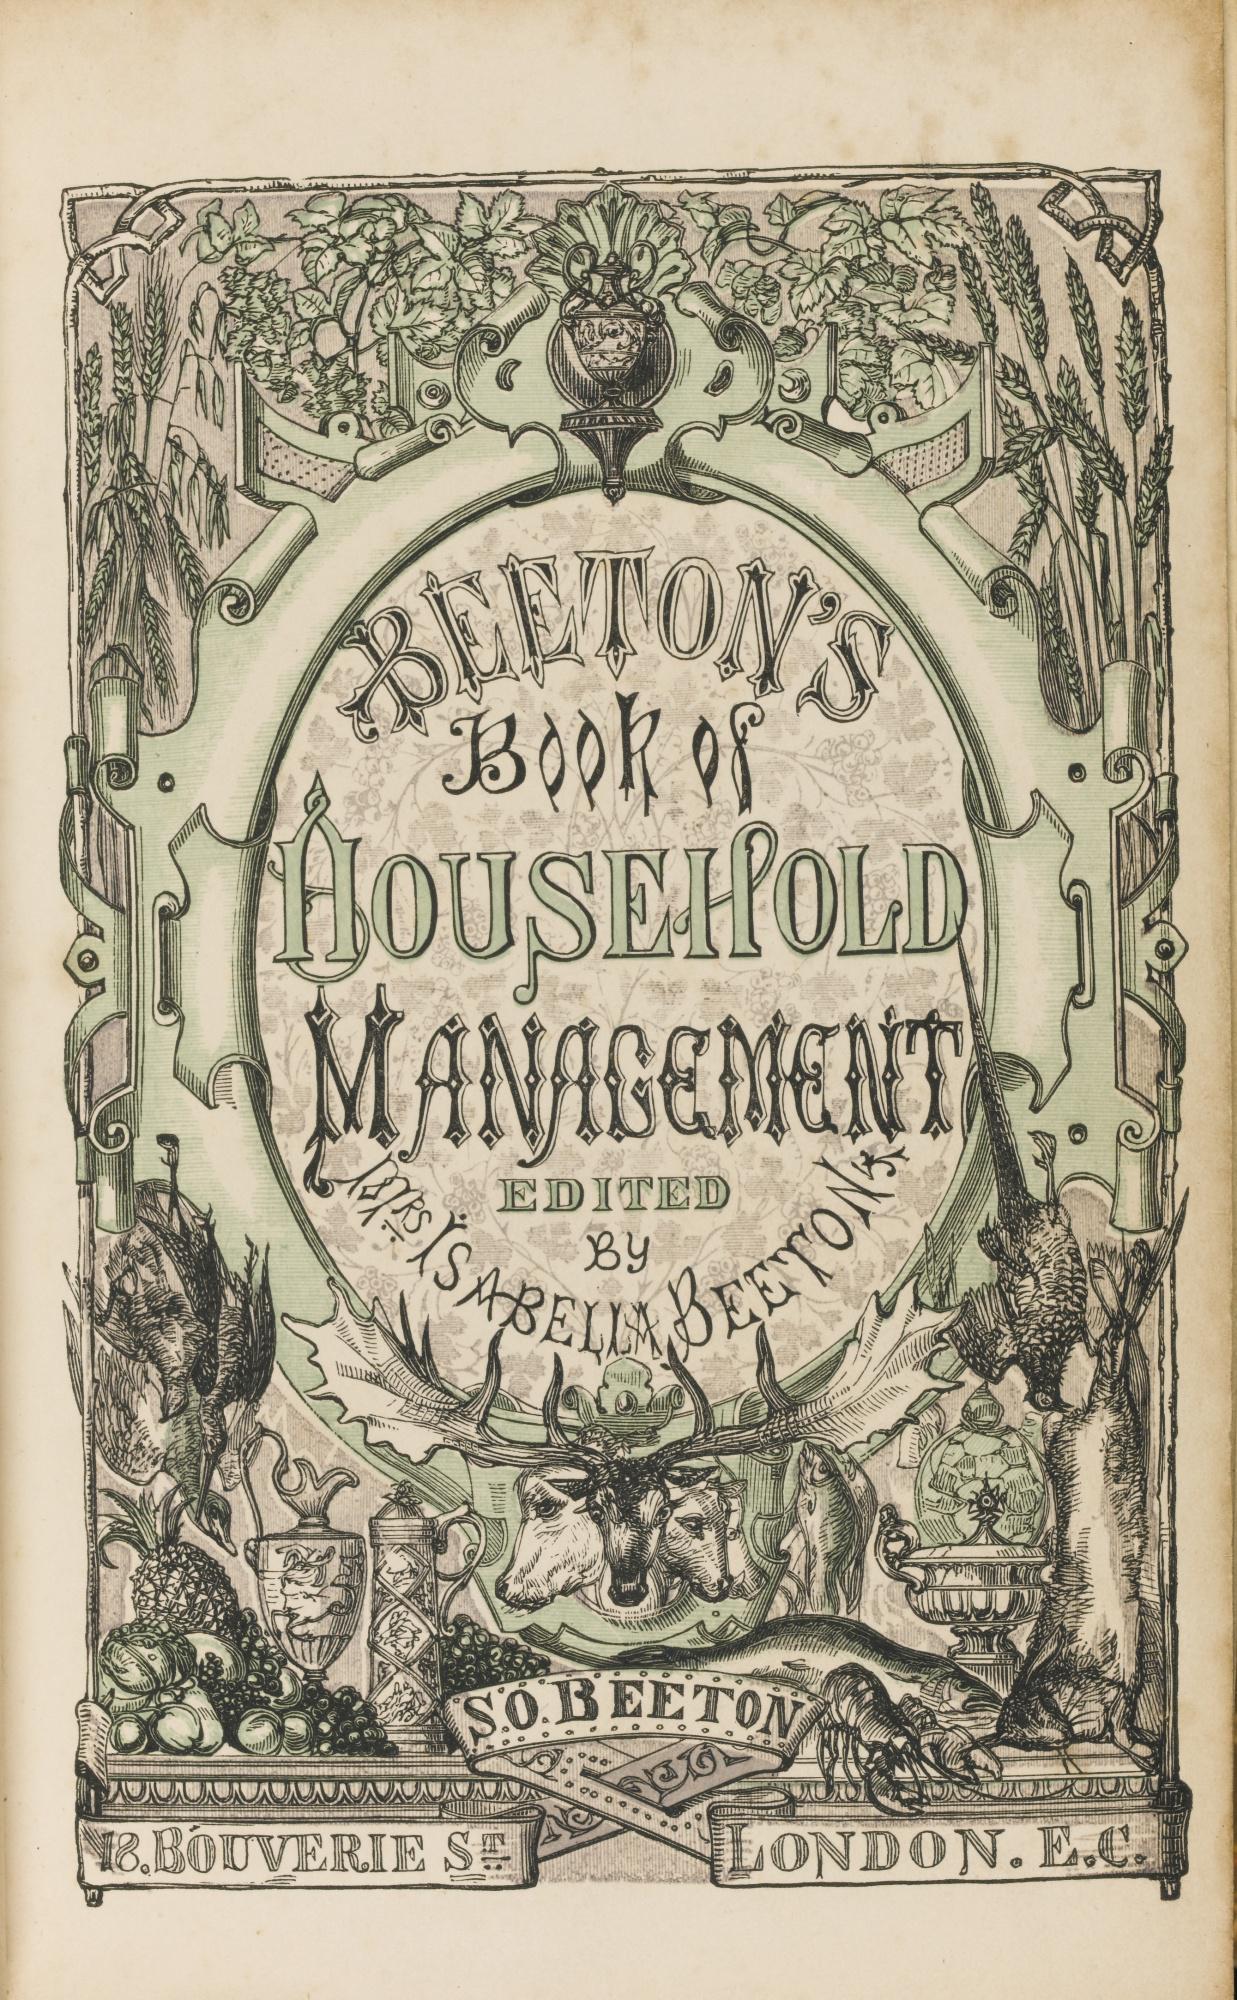 BEETON'S
Book of
HOUSEHOLD
MANAGEMENT
EDITED
BY
MRS ISABELLA BEETON
S.O. BEETON
18. BOUVERIE ST
LONDON. E.C.